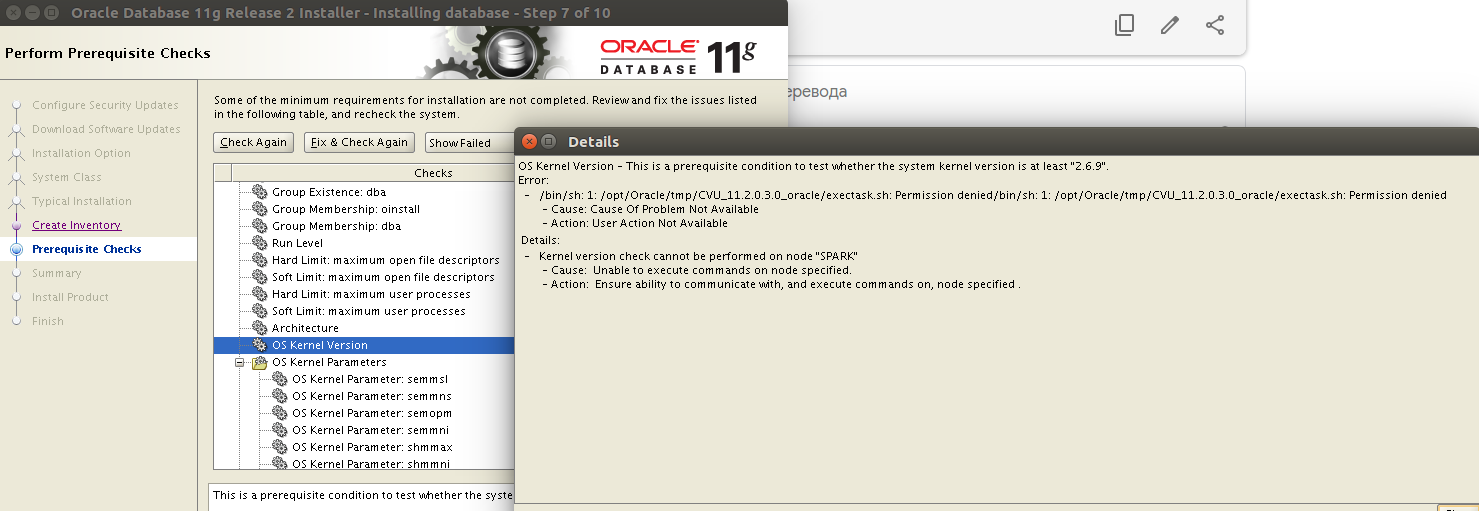 Oracle Database 11g Release 2 Installer - Installing database - Step 7 of 10
Perform Prerequisite Checks
ORACLE
DATABASE 11g
Configure Security Updates
Download Software Updates
Installation Option
System Class
Typical Installation
Create Inventory
Prerequisite Checks
Summary
Install Product
Finish
Some of the minimum requirements for installation are not completed. Review and fix the issues listed
in the following table, and recheck the system.
Check Again
Fix & Check Again
Show Failed
Checks
Group Existence: dba
Group Membership: oinstall
Group Membership: dba
Run Level
Hard Limit: maximum open file descriptors
Soft Limit: maximum open file descriptors
Hard Limit: maximum user processes
Soft Limit: maximum user processes
Architecture
OS Kernel Version
OS Kernel Parameters
OS Kernel Parameter: semmsl
OS Kernel Parameter: semmns
OS Kernel Parameter: semopm
OS Kernel Parameter: semmni
OS Kernel Parameter: shmmax
OS Kernel Parameter: shmmni
This is a prerequisite condition to test whether the syste
еревода
Details
OS Kernel Version - This is a prerequisite condition to test whether the system kernel version is at least "2.6.9".
Error:
- /bin/sh: 1: /opt/Oracle/tmp/CVU_11.2.0.3.0_oracle/exectask.sh: Permission denied/bin/sh: 1: /opt/Oracle/tmp/CVU_11.2.0.3.0_oracle/exectask.sh: Permission denied
- Cause: Cause Of Problem Not Available
- Action: User Action Not Available
Details:
- Kernel version check cannot be performed on node "SPARK"
- Cause: Unable to execute commands on node specified.
- Action: Ensure ability to communicate with, and execute commands on, node specified .